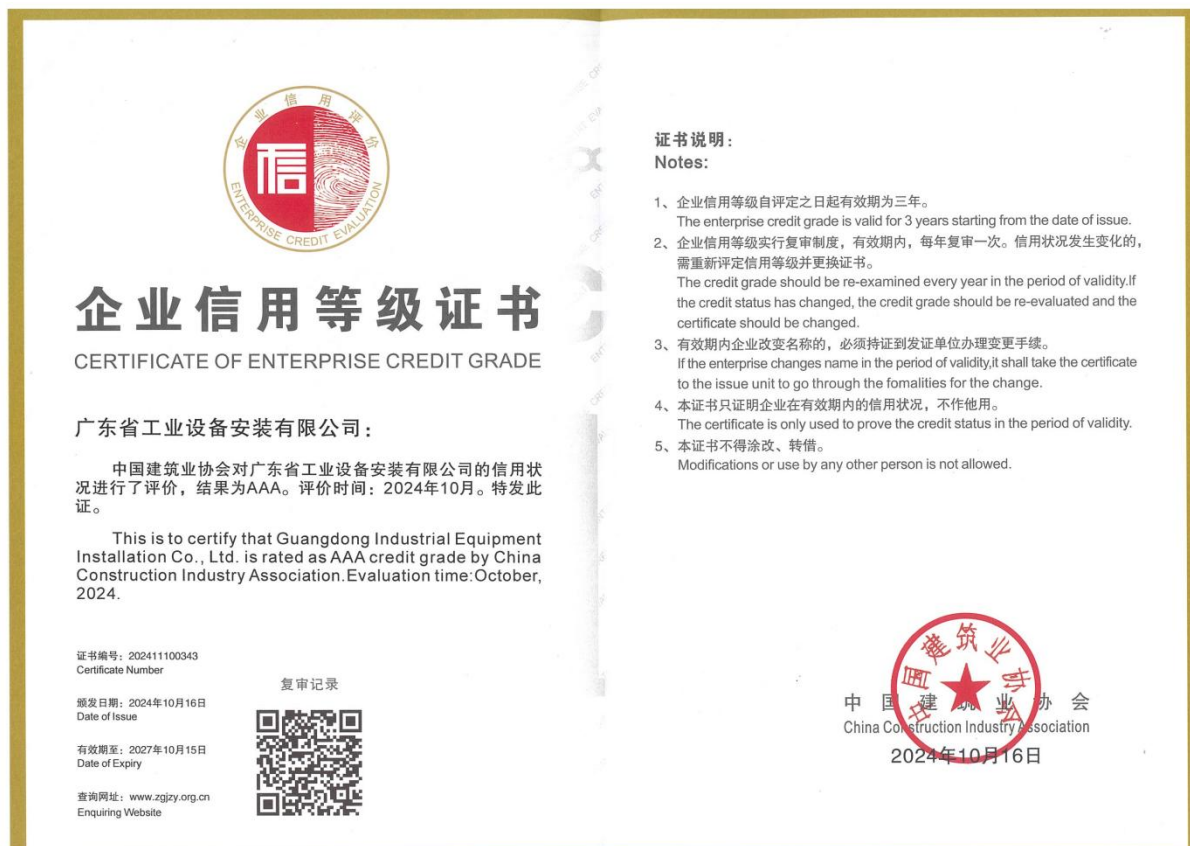 企业信用评价
信
ENTERPRISE CREDIT EVALUATION
企业信用等级证书
CERTIFICATE OF ENTERPRISE CREDIT GRADE
广东省工业设备安装有限公司：
中国建筑业协会对广东省工业设备安装有限公司的信用状
况进行了评价，结果为AAA。评价时间：2024年10月。特发此
证。
This is to certify that Guangdong Industrial Equipment
Installation Co., Ltd. is rated as AAA credit grade by China
Construction Industry Association.Evaluation time:October,
2024.
证书编号：202411100343
Certificate Number
颁发日期：2024年10月16日
Date of Issue
有效期至：2027年10月15日
Date of Expiry
查询网址：www.zgjzy.org.cn
Enquiring Website
复审记录
证书说明：
Notes:
1、企业信用等级自评定之日起有效期为三年。
The enterprise credit grade is valid for 3 years starting from the date of issue.
2、企业信用等级实行复审制度，有效期内，每年复审一次。信用状况发生变化的，
需重新评定信用等级并更换证书。
The credit grade should be re-examined every year in the period of validity.If
the credit status has changed, the credit grade should be re-evaluated and the
certificate should be changed.
3、有效期内企业改变名称的，必须持证到发证单位办理变更手续。
If the enterprise changes name in the period of validity,it shall take the certificate
to the issue unit to go through the fomalities for the change.
4、本证书只证明企业在有效期内的信用状况，不作他用。
The certificate is only used to prove the credit status in the period of validity.
5、本证书不得涂改、转借。
Modifications or use by any other person is not allowed.
中国建筑业协会
中国建筑业协会
China Construction Industry Association
2024年10月16日